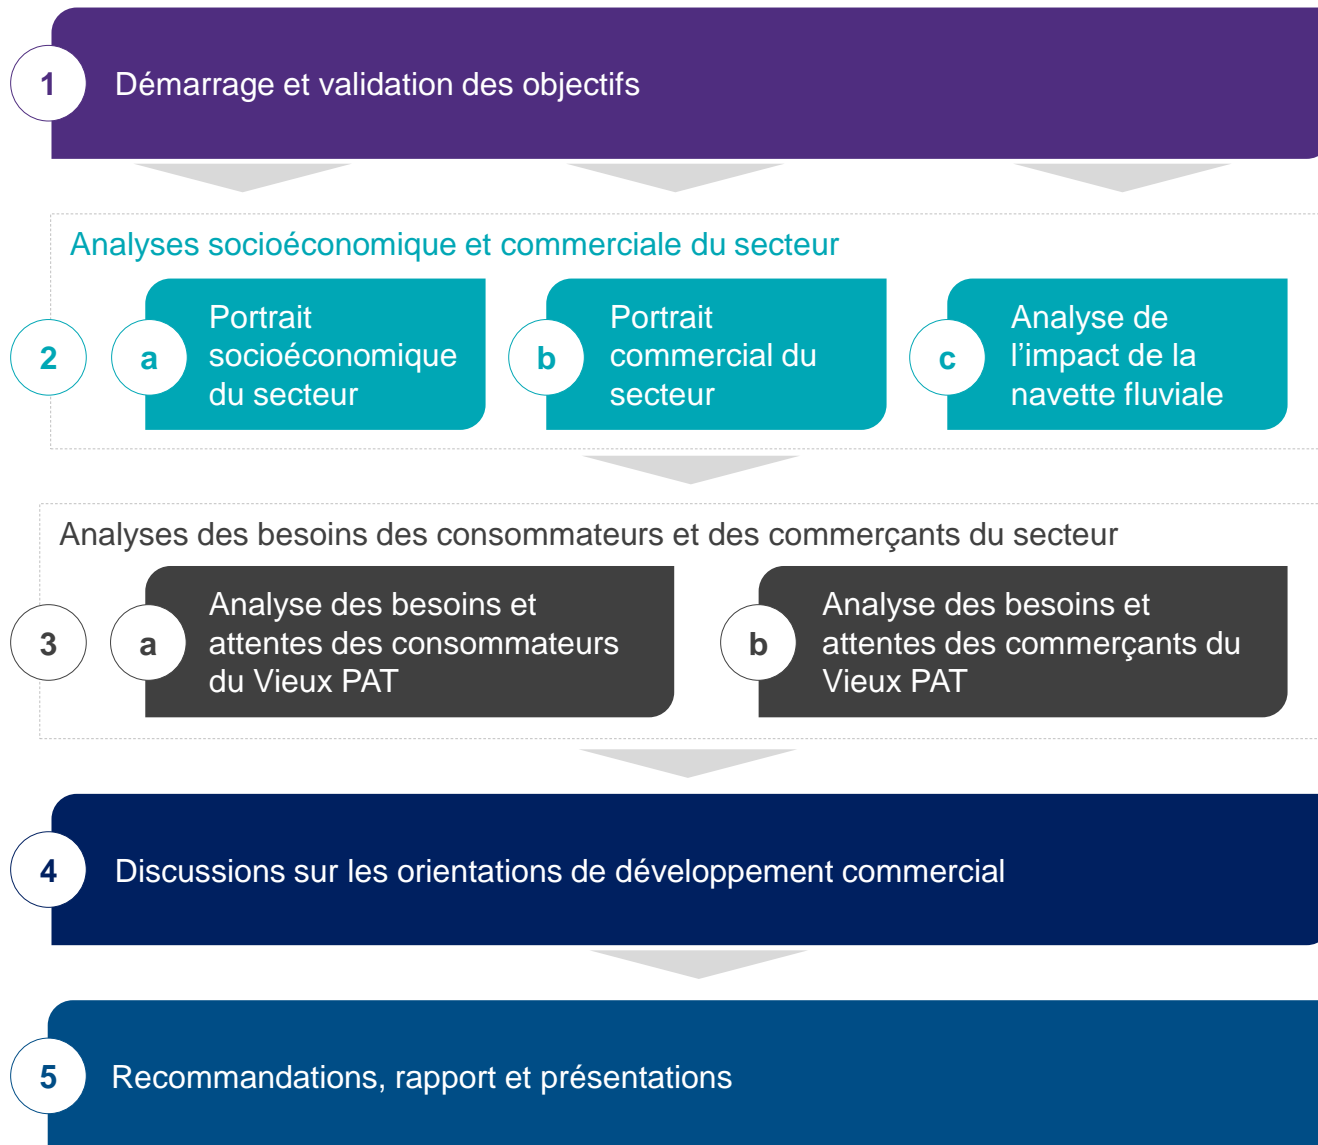 1
Démarrage et validation des objectifs
Analyses socioéconomique et commerciale du secteur
2
a
Portrait
socioéconomique
du secteur
b
Portrait
commercial du
secteur
c
Analyse de
l’impact de la
navette fluviale
Analyses des besoins des consommateurs et des commerçants du secteur
3
a
Analyse des besoins et
attentes des consommateurs
du Vieux PAT
b
Analyse des besoins et
attentes des commerçants du
Vieux PAT
4
Discussions sur les orientations de développement commercial
5
Recommandations, rapport et présentations